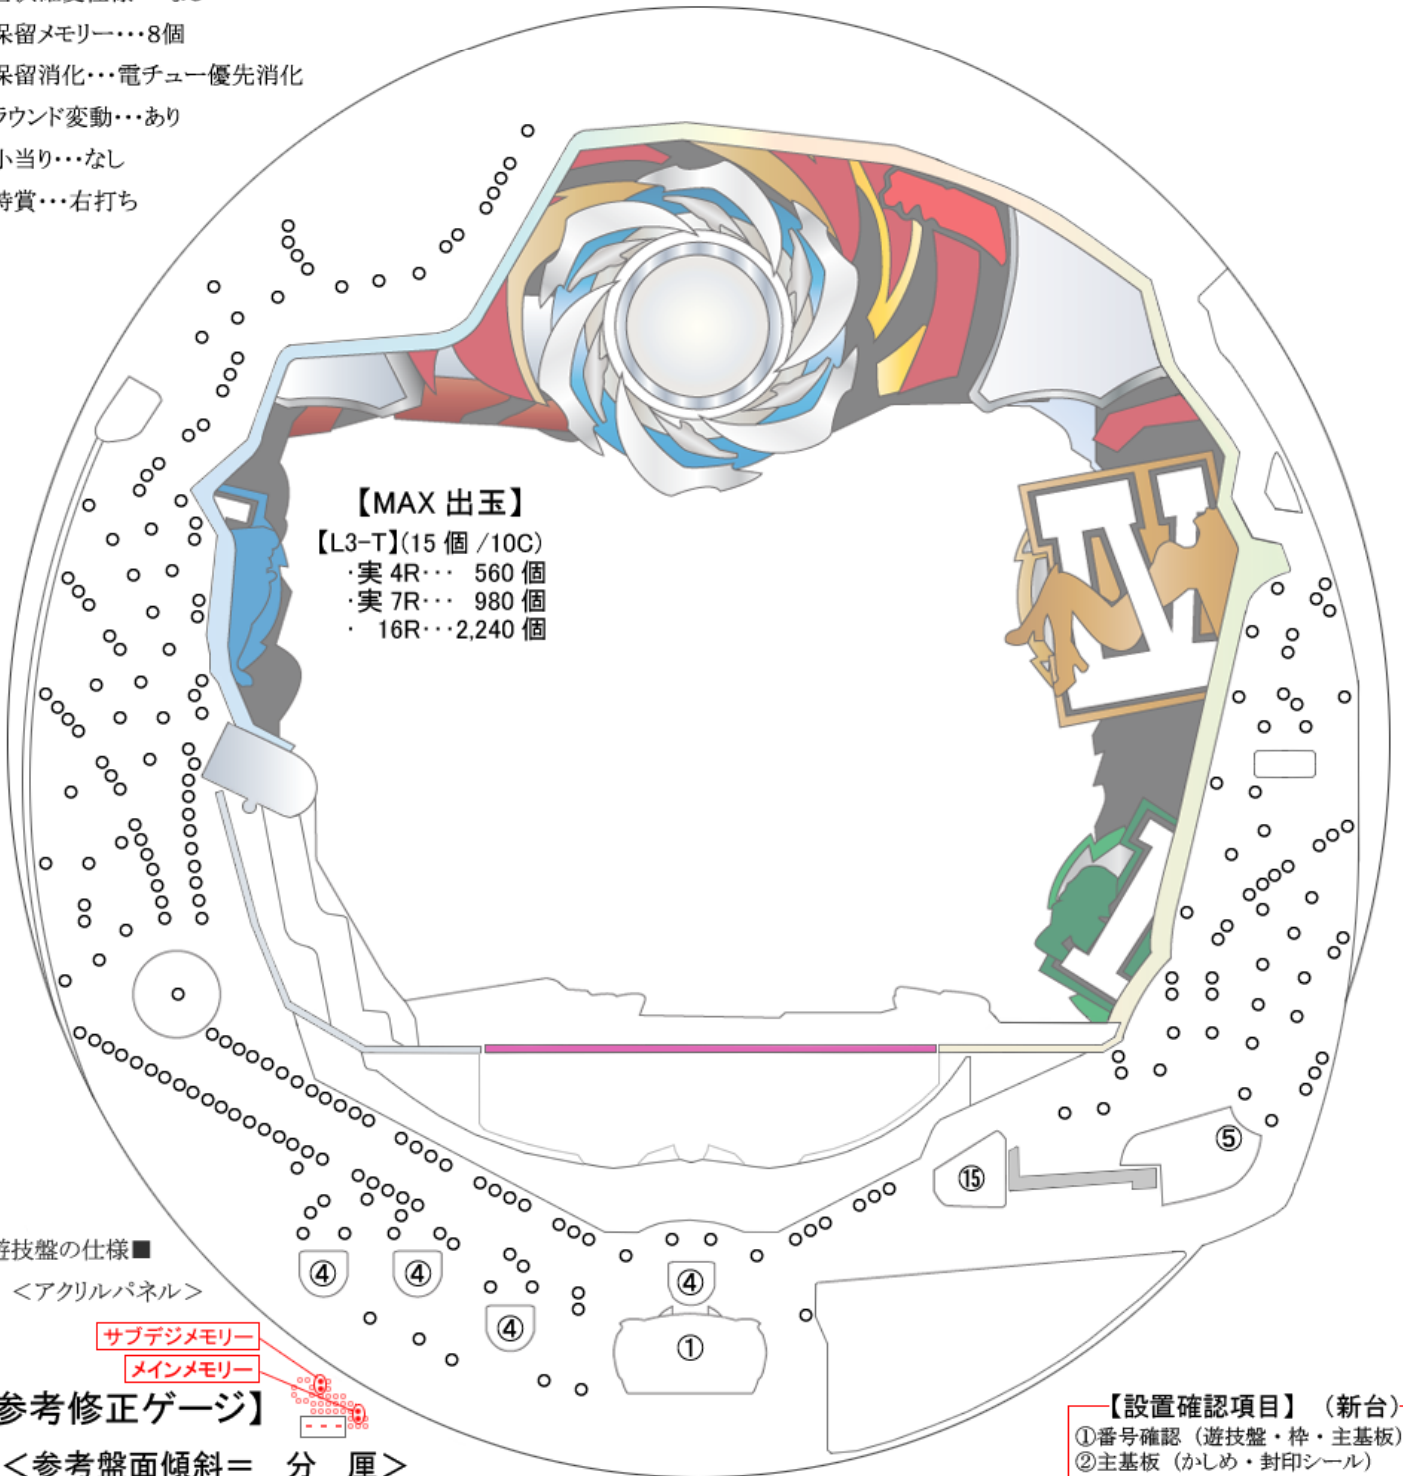 保留メモリー･･･8個
保留消化･･･電チュー優先消化
ラウンド変動･･･あり
小当り･･･なし
特賞･･･右打ち
【MAX 出玉】
【L3-T】(15 個 /10C)
・実 4R･･･ 560 個
・実 7R･･･ 980 個
・ 16R･･･2,240 個
⑤
⑮
遊技盤の仕様■
＜アクリルパネル＞
④
④
④
④
①
サブデジメモリー
メインメモリー
参考修正ゲージ】
＜参考盤面傾斜＝ 分 厘＞
【設置確認項目】（新台）
①番号確認（遊技盤・枠・主基板）
②主基板（かしめ・封印シール）